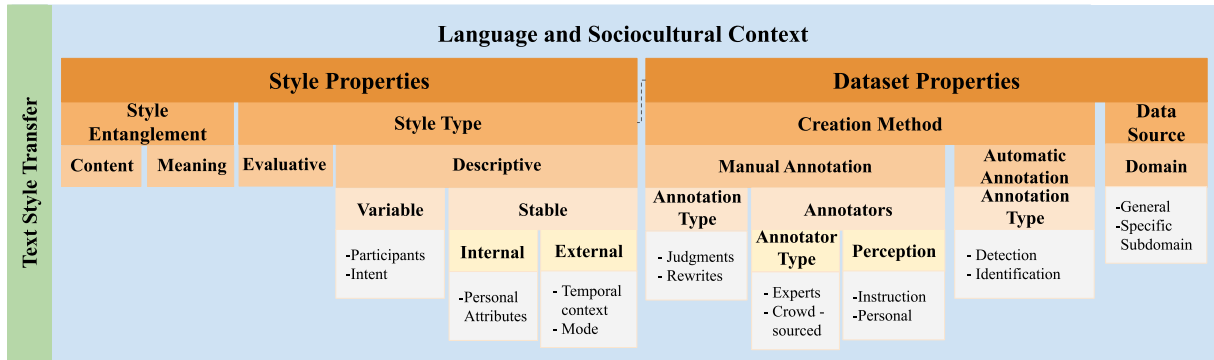 Text Style Transfer
Language and Sociocultural Context
Style Properties
Style
Entanglement
Content
Meaning
Style Type
Evaluative
Descriptive
Variable
-Participants
-Intent
Stable
Internal
-Personal
Attributes
External
- Temporal
context
- Mode
Dataset Properties
Creation Method
Manual Annotation
Annotation
Type
- Judgments
- Rewrites
Annotators
Annotator
Type
- Experts
- Crowd -
sourced
Perception
-Instruction
-Personal
Automatic
Annotation
Annotation
Type
- Detection
- Identification
Data
Source
Domain
-General
-Specific
Subdomain